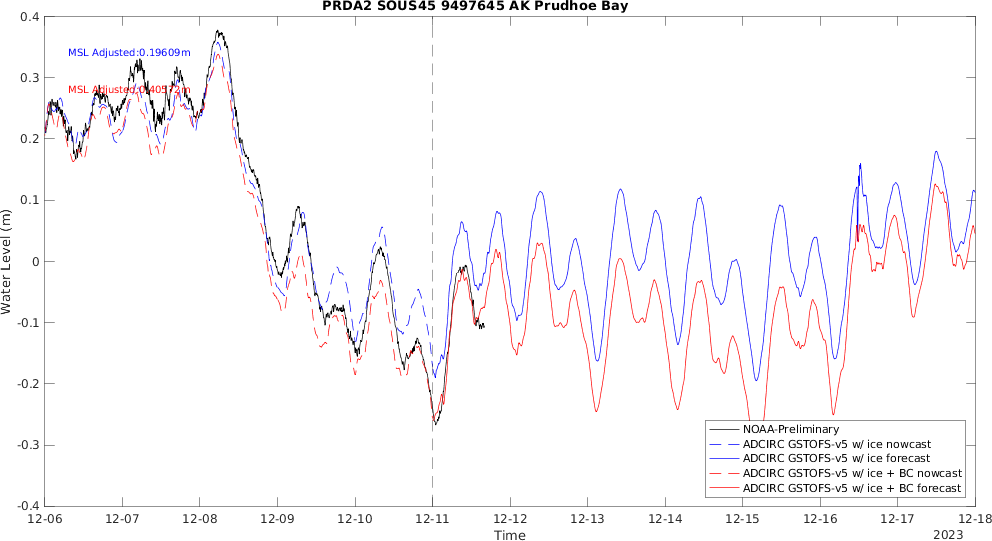 PRDA2 SOUS45 9497645 AK Prudhoe Bay
MSL Adjusted:0.19609m
MSL Adjusted:0.40572m
Water Level (m)
0.4
0.3
0.2
0.1
0
-0.1
-0.2
-0.3
-0.4
NOAA-Preliminary
ADCIRC GSTOFS-v5 w/ ice nowcast
ADCIRC GSTOFS-v5 w/ ice forecast
ADCIRC GSTOFS-v5 w/ ice + BC nowcast
ADCIRC GSTOFS-v5 w/ ice + BC forecast
12-06 12-07 12-08 12-09 12-10 12-11 12-12 12-13 12-14 12-15 12-16 12-17 12-18
Time
2023